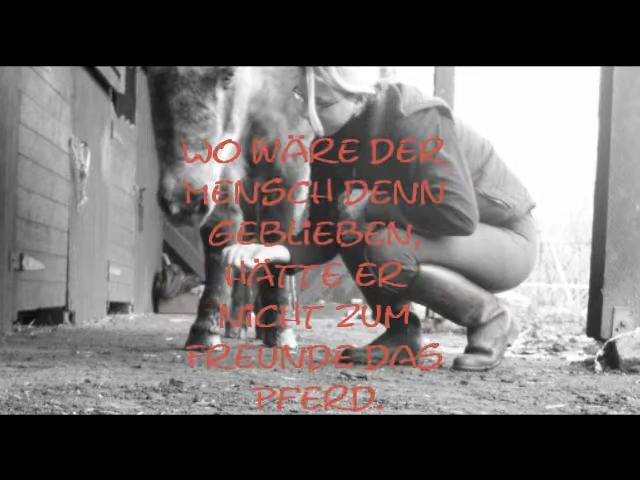 WO WÄRE DER
MENSCH DENN
GEBLIEBEN,
HÄTTE ER
NICHT ZUM
FREUNDE DAS
PFERD.